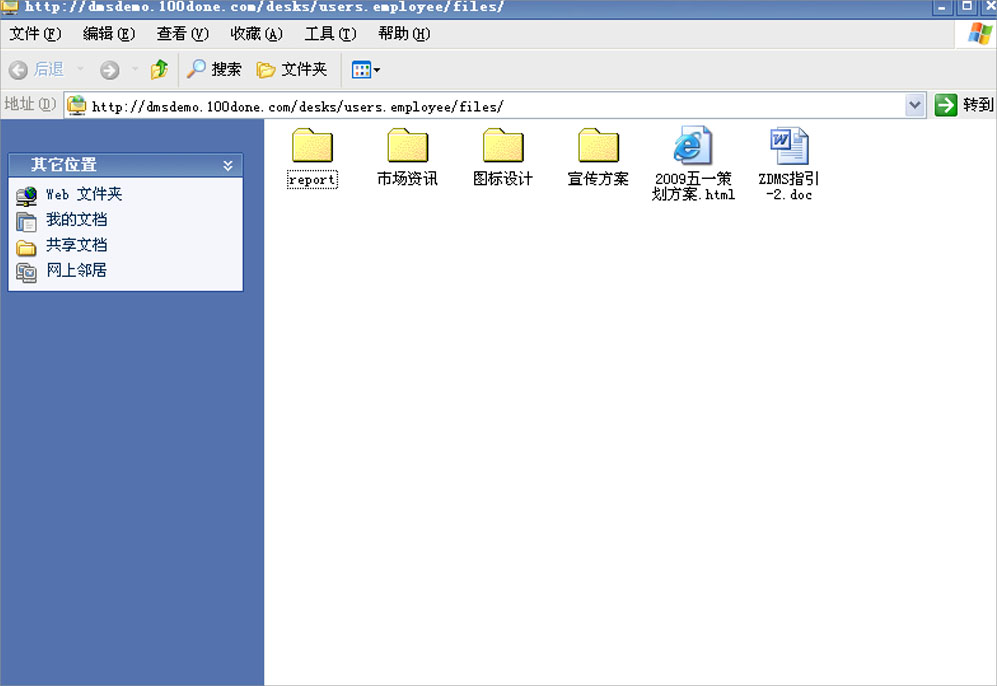 http://dmsdemo.100done.com/desks/users.employee/files/
文件(F) 编辑(E) 查看(V) 收藏(A) 工具(T) 帮助(H)
后退 搜索 文件夹
地址(D) http://dmsdemo.100done.com/desks/users.employee/files/ 转到
其它位置
Web 文件夹
我的文档
共享文档
网上邻居
report
市场资讯
图标设计
宣传方案
2009五一策
划方案.html
ZDMS指引
-2.doc